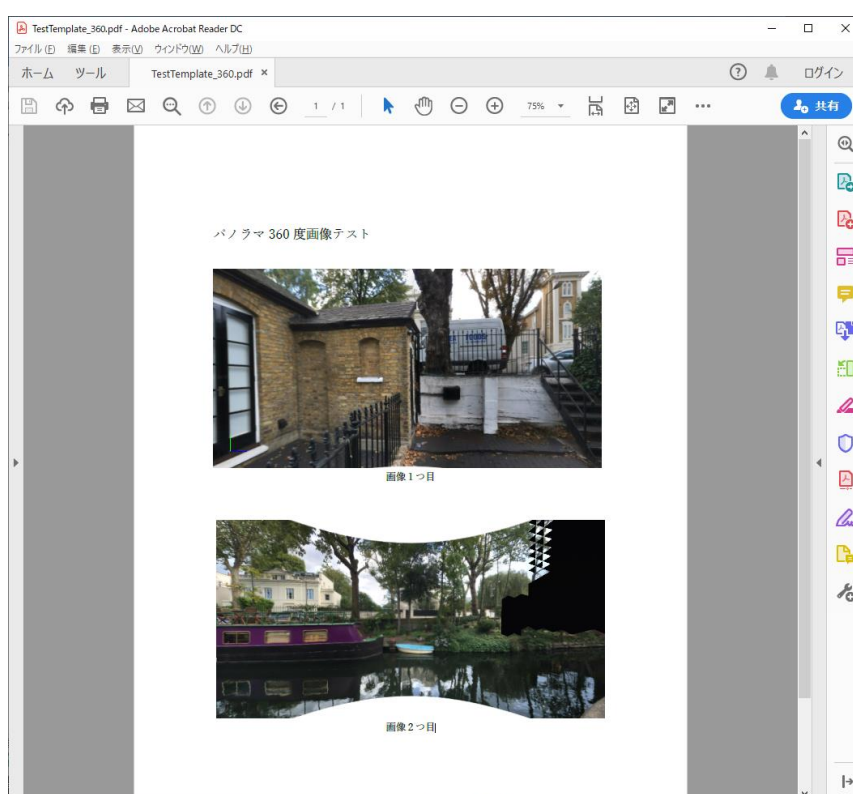 TestTemplate_360.pdf - Adobe Acrobat Reader DC
ファイル(F) 編集(E) 表示(V) ウィンドウ(W) ヘルプ(H)
ホーム ツール TestTemplate_360.pdf × ログイン
1 / 1 75% 共有
パノラマ 360 度画像テスト
画像1つ目
画像2つ目